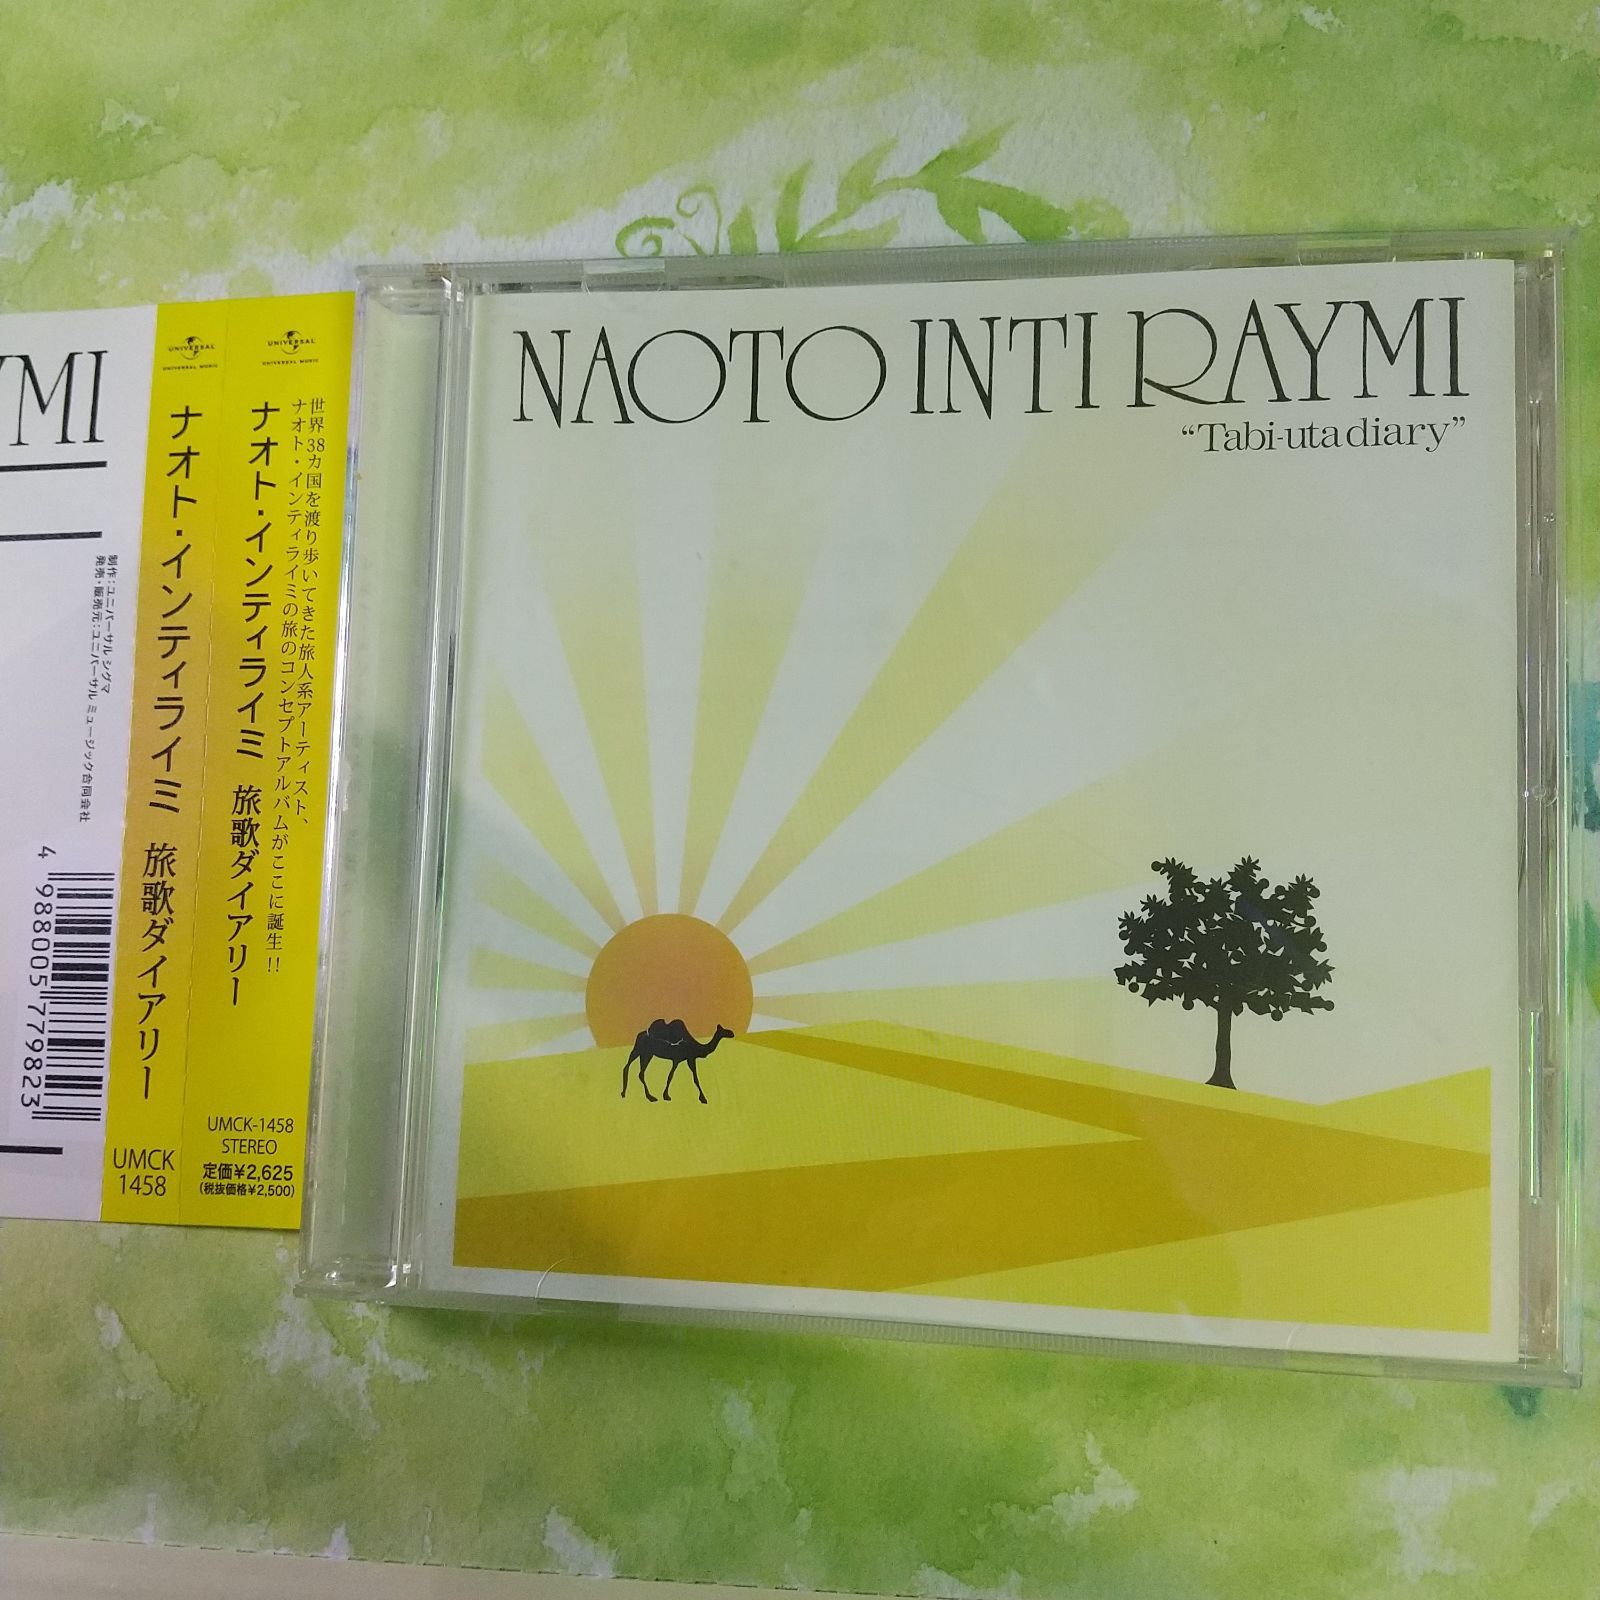 NAOTO INTI RAYMI
“Tabi-uta diary”
世界38カ国を渡り歩いてきた旅人系アーティスト、
ナオト・インティライミの旅のコンセプトアルバムがここに誕生!!
UNIVERSAL
UNIVERSAL MUSIC
ナオト・インティライミ 旅歌ダイアリー
UMCK-1458
STEREO
定価¥2,625
(税抜価格¥2,500)
UNIVERSAL
UNIVERSAL MUSIC
ナオト・インティライミ 旅歌ダイアリー
UMCK
1458
YMI
制作:ユニバーサル シグマ
発売・販売元:ユニバーサル ミュージック合同会社
4 988005 779823